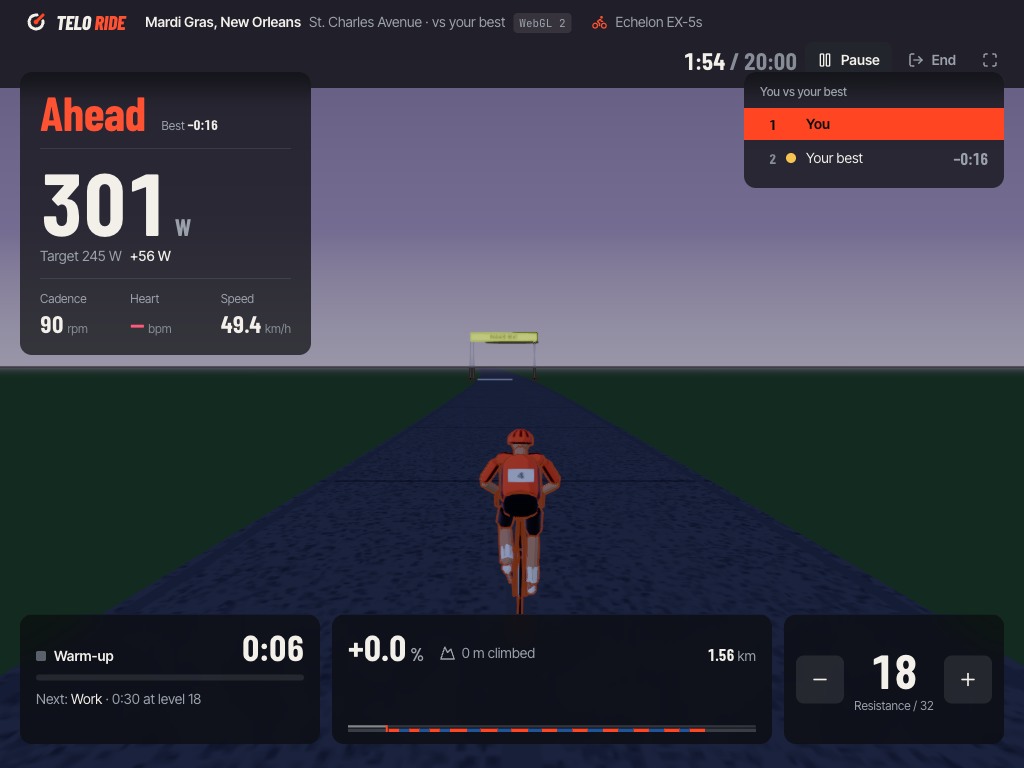 TELO RIDE Mardi Gras, New Orleans St. Charles Avenue · vs your best WebGL 2 Echelon EX-5s
1:54 / 20:00 Pause End
Ahead Best −0:16
301 W
Target 245 W +56 W
Cadence Heart Speed
90 rpm – bpm 49.4 km/h
You vs your best
1 You
2 Your best −0:16
4
Warm-up 0:06
Next: Work · 0:30 at level 18
+0.0 % 0 m climbed 1.56 km
− 18 +
Resistance / 32